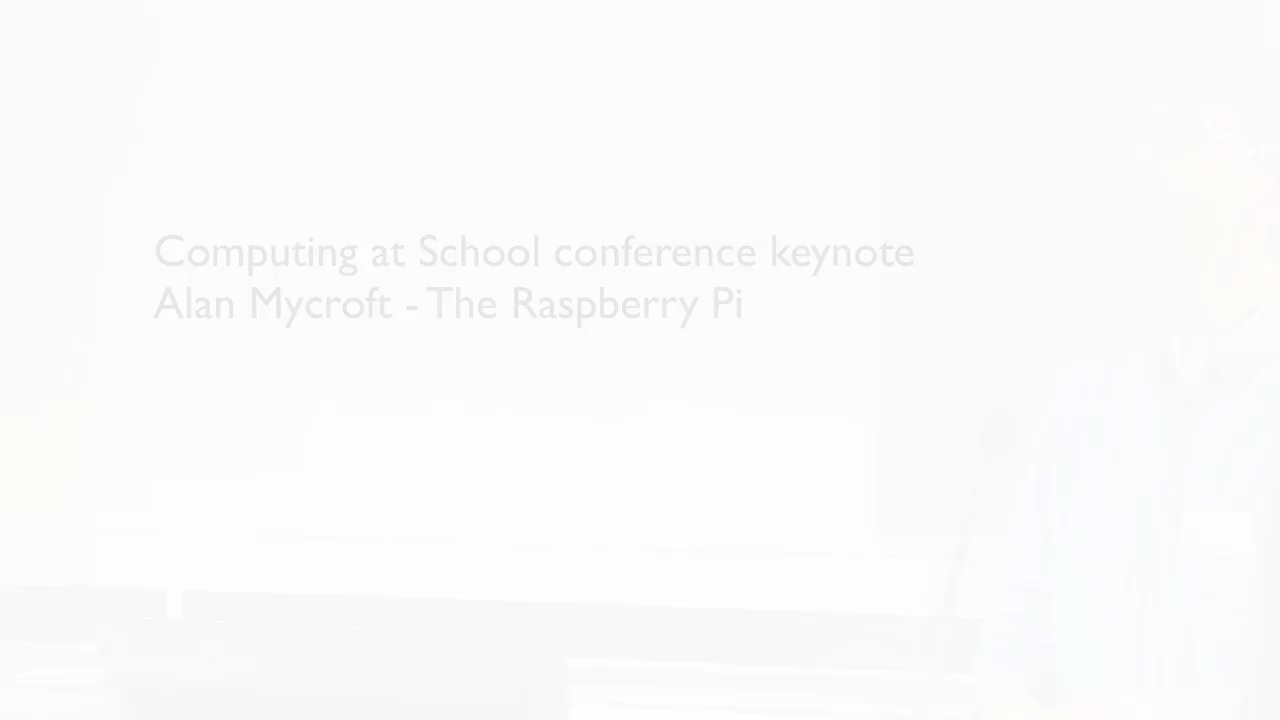 Computing at School conference keynote
Alan Mycroft - The Raspberry Pi